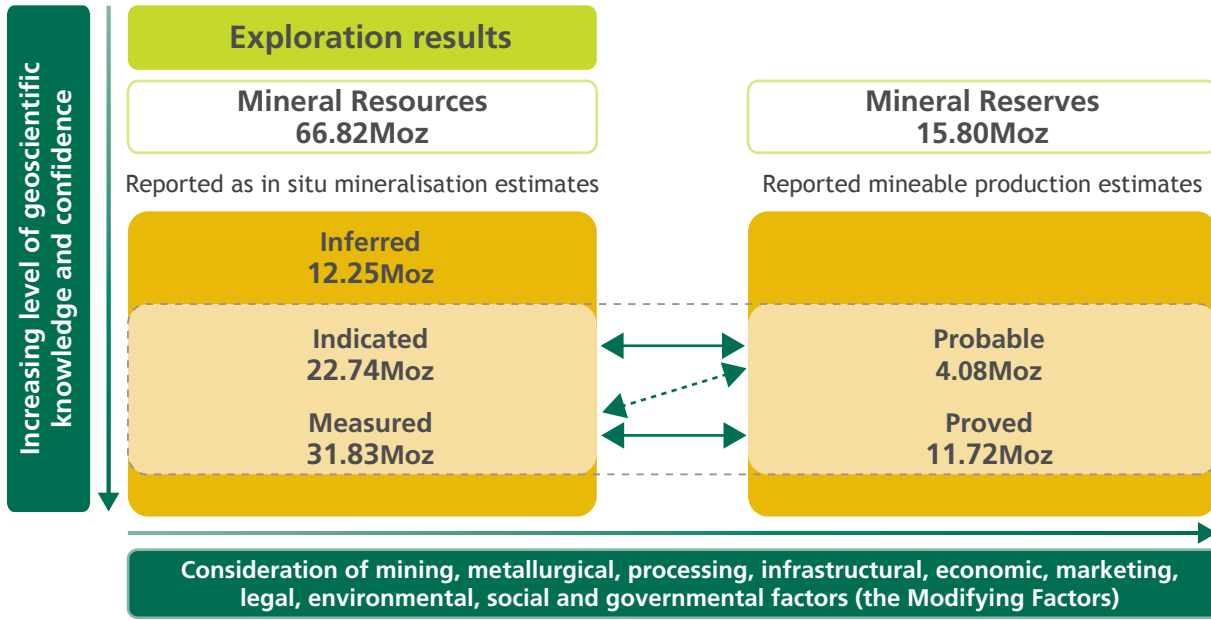 Increasing level of geoscientific
knowledge and confidence
Exploration results
Mineral Resources
66.82Moz
Mineral Reserves
15.80Moz
Reported as in situ mineralisation estimates
Reported mineable production estimates
Inferred
12.25Moz
Indicated
22.74Moz
Probable
4.08Moz
Measured
31.83Moz
Proved
11.72Moz
Consideration of mining, metallurgical, processing, infrastructural, economic, marketing,
legal, environmental, social and governmental factors (the Modifying Factors)